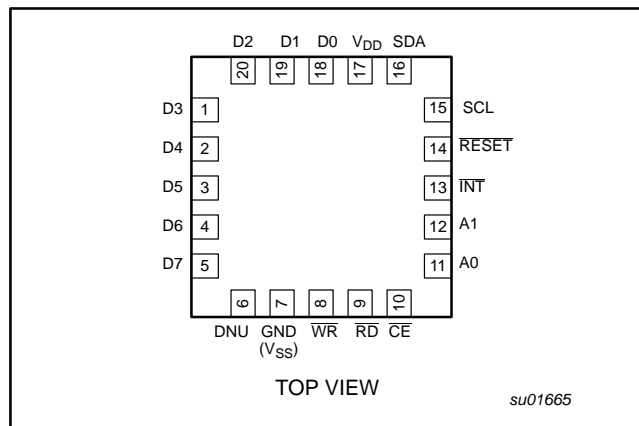 D2 D1 D0 VDD SDA
20 19 18 17 16
D3 1 15 SCL
D4 2 14 RESET
D5 3 13 INT
D6 4 12 A1
D7 5 11 A0
6 7 8 9 10
DNU GND WR RD CE
(VSS)
TOP VIEW
su01665